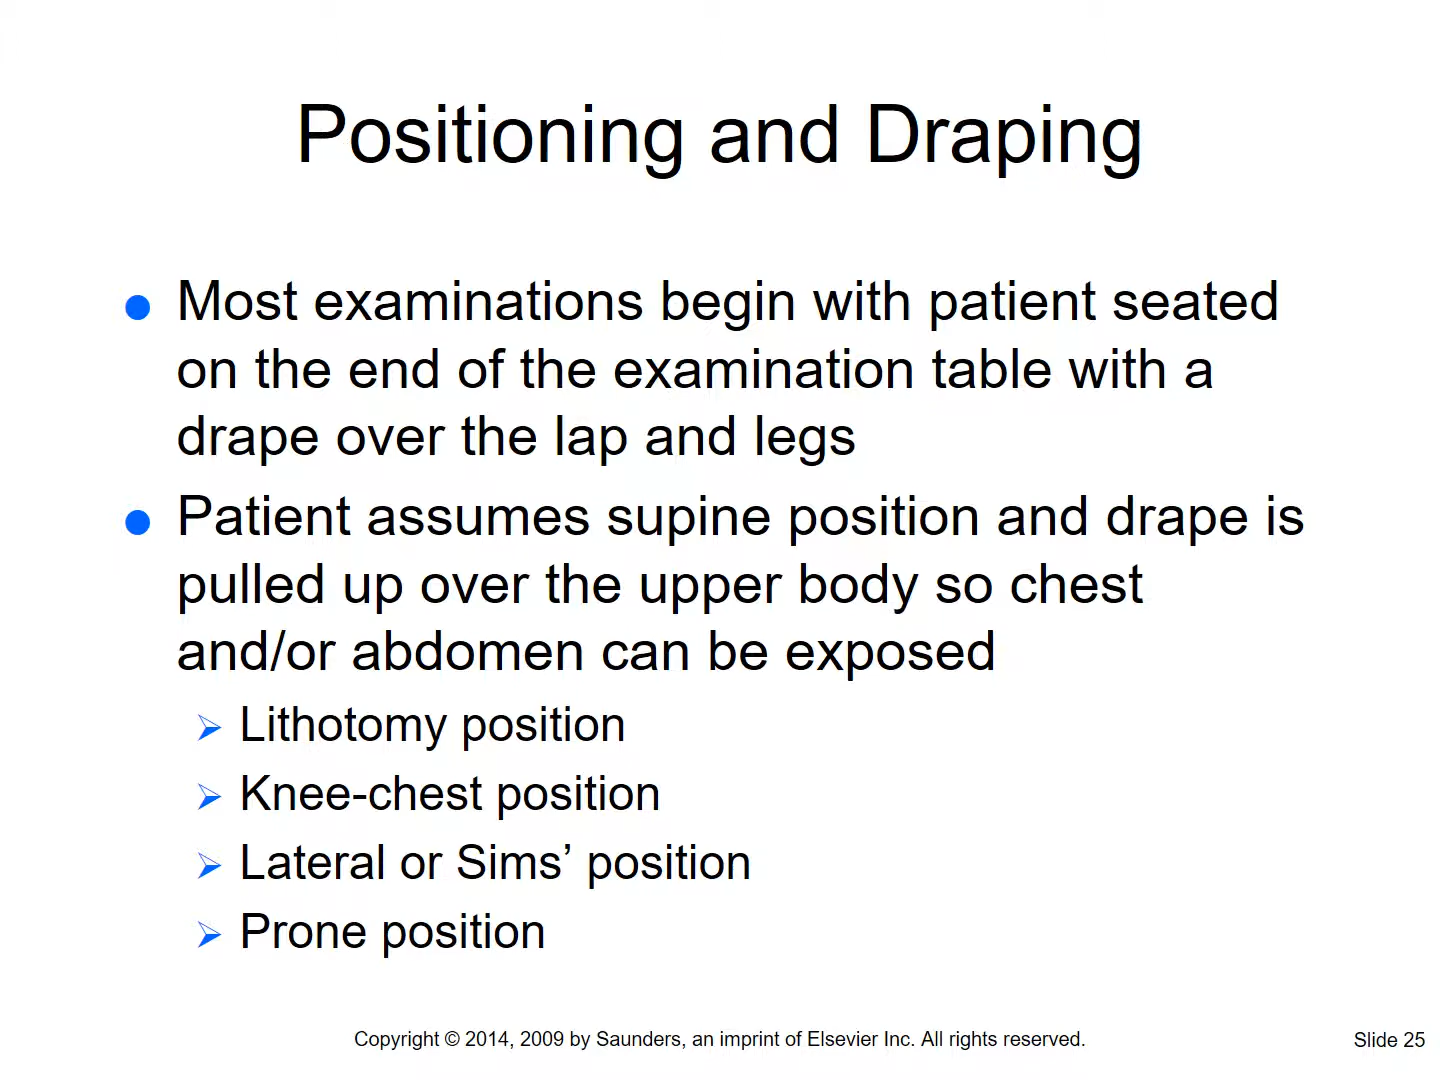 Positioning and Draping
● Most examinations begin with patient seated
on the end of the examination table with a
drape over the lap and legs
● Patient assumes supine position and drape is
pulled up over the upper body so chest
and/or abdomen can be exposed
➢ Lithotomy position
➢ Knee-chest position
➢ Lateral or Sims’ position
➢ Prone position
Copyright © 2014, 2009 by Saunders, an imprint of Elsevier Inc. All rights reserved.
Slide 25